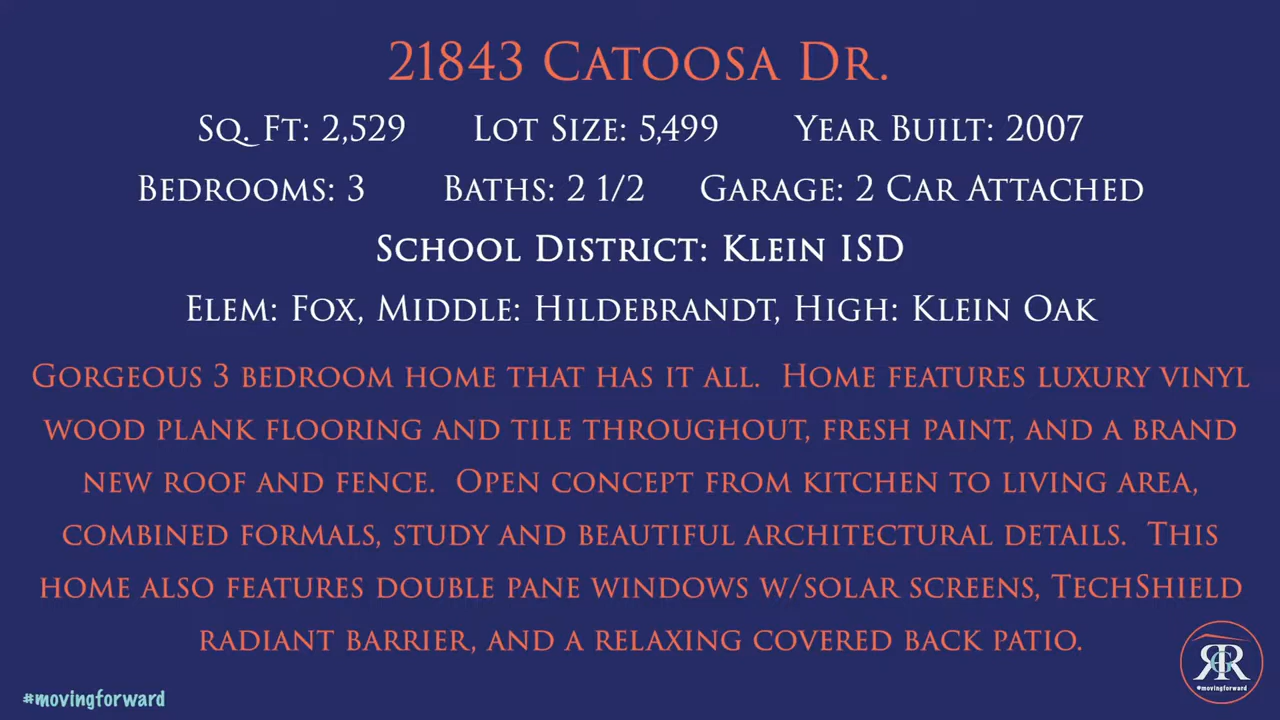 21843 Catoosa Dr.
Sq. Ft: 2,529 Lot Size: 5,499 Year Built: 2007
Bedrooms: 3 Baths: 2 1/2 Garage: 2 Car Attached
School District: Klein ISD
Elem: Fox, Middle: Hildebrandt, High: Klein Oak
Gorgeous 3 bedroom home that has it all. Home features luxury vinyl
wood plank flooring and tile throughout, fresh paint, and a brand
new roof and fence. Open concept from kitchen to living area,
combined formals, study and beautiful architectural details. This
home also features double pane windows w/solar screens, TechShield
radiant barrier, and a relaxing covered back patio.
RGR
#movingforward
#movingforward